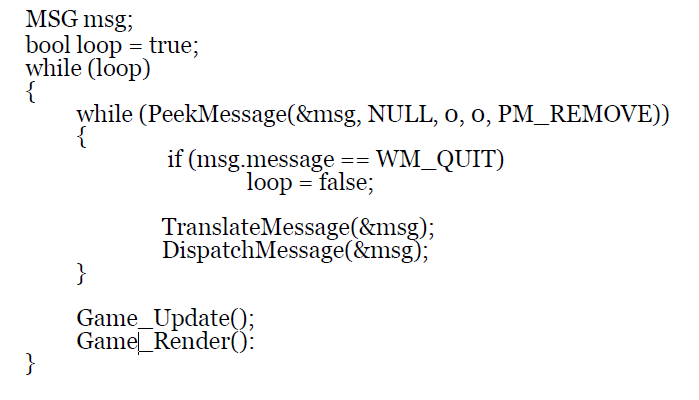 MSG msg;
bool loop = true;
while (loop)
{
while (PeekMessage(&msg, NULL, 0, 0, PM_REMOVE))
{
if (msg.message == WM_QUIT)
loop = false;
TranslateMessage(&msg);
DispatchMessage(&msg);
}
Game_Update();
Game_Render():
}